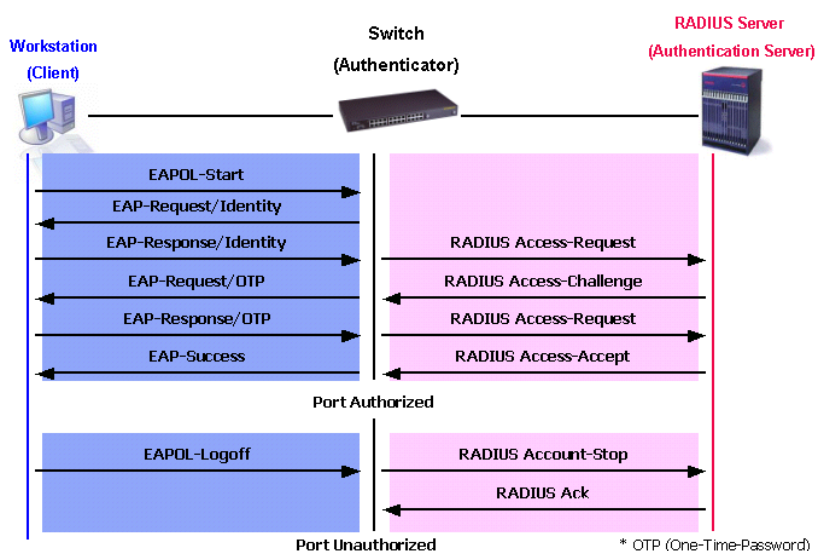 Workstation
(Client)
Switch
(Authenticator)
RADIUS Server
(Authentication Server)
EAPOL-Start
EAP-Request/Identity
EAP-Response/Identity
RADIUS Access-Request
EAP-Request/OTP
RADIUS Access-Challenge
EAP-Response/OTP
RADIUS Access-Request
EAP-Success
RADIUS Access-Accept
Port Authorized
EAPOL-Logoff
RADIUS Account-Stop
RADIUS Ack
Port Unauthorized
* OTP (One-Time-Password)